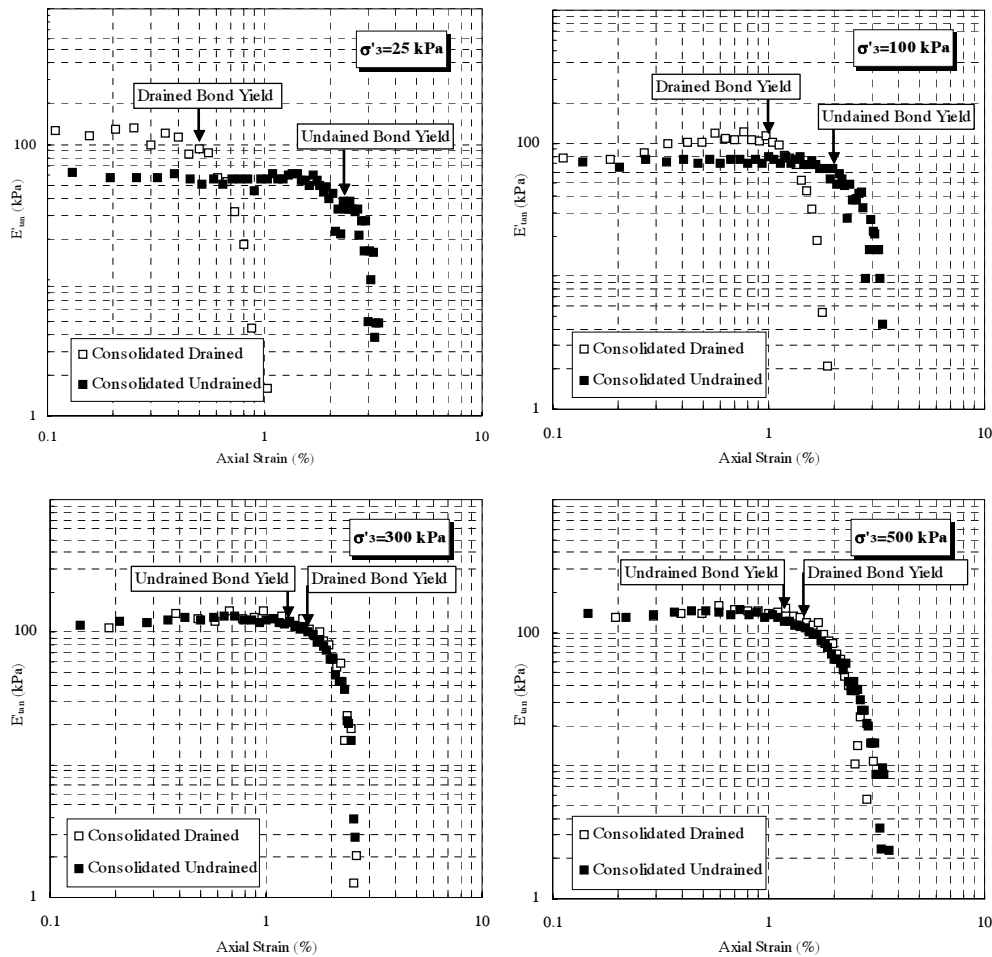 σ'₃=25 kPa
Drained Bond Yield
Undained Bond Yield
100
E'tan (kPa)
Consolidated Drained
Consolidated Undrained
1
0.1
1
10
Axial Strain (%)
σ'₃=100 kPa
Drained Bond Yield
Undrained Bond Yield
100
E'tan (kPa)
Consolidated Drained
Consolidated Undrained
1
0.1
1
10
Axial Strain (%)
σ'₃=300 kPa
Undrained Bond Yield
Drained Bond Yield
100
E'tan (kPa)
Consolidated Drained
Consolidated Undrained
1
0.1
1
10
Axial Strain (%)
σ'₃=500 kPa
Undrained Bond Yield
Drained Bond Yield
100
E'tan (kPa)
Consolidated Drained
Consolidated Undrained
1
0.1
1
10
Axial Strain (%)